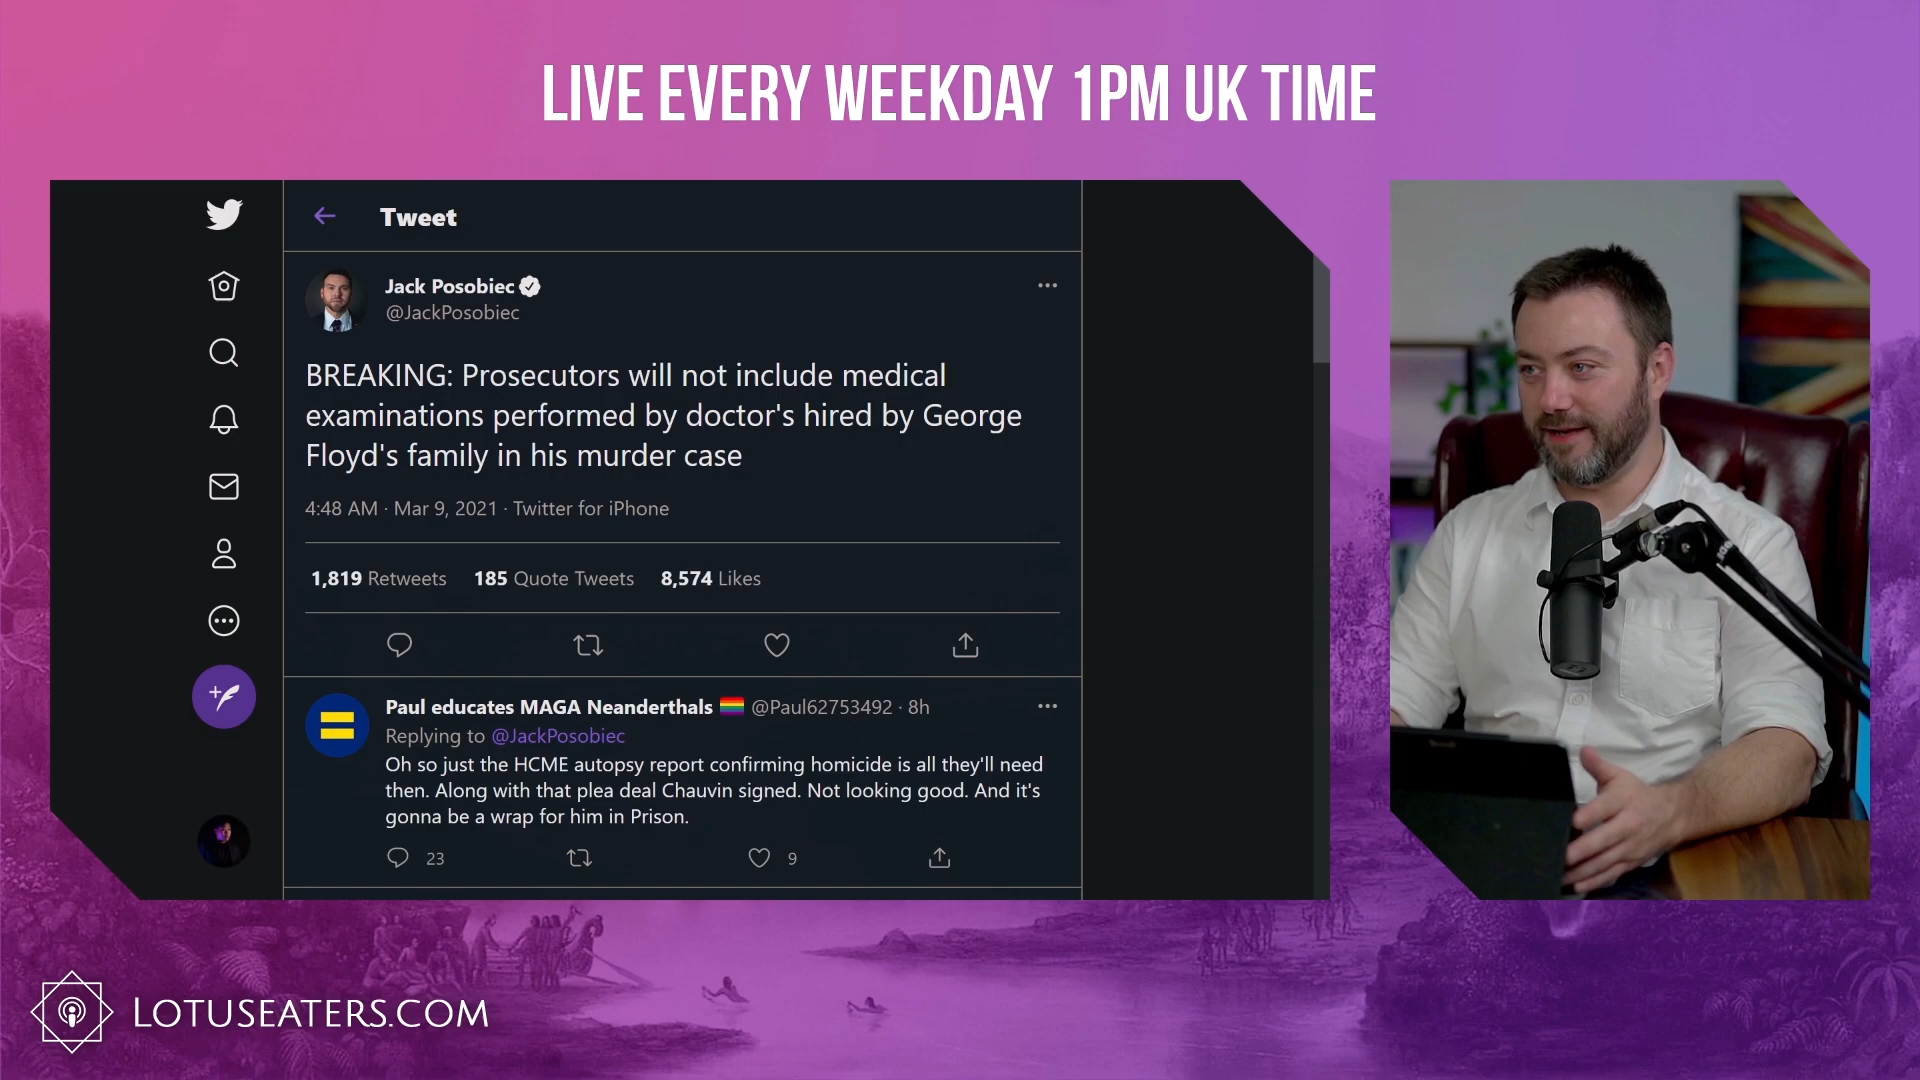 LIVE EVERY WEEKDAY 1PM UK TIME
Tweet
Jack Posobiec
@JackPosobiec
BREAKING: Prosecutors will not include medical
examinations performed by doctor's hired by George
Floyd's family in his murder case
4:48 AM · Mar 9, 2021 · Twitter for iPhone
1,819 Retweets 185 Quote Tweets 8,574 Likes
Paul educates MAGA Neanderthals 🏳️‍🌈 @Paul62753492 · 8h
Replying to @JackPosobiec
Oh so just the HCME autopsy report confirming homicide is all they'll need
then. Along with that plea deal Chauvin signed. Not looking good. And it's
gonna be a wrap for him in Prison.
23 9
LOTUSEATERS.COM